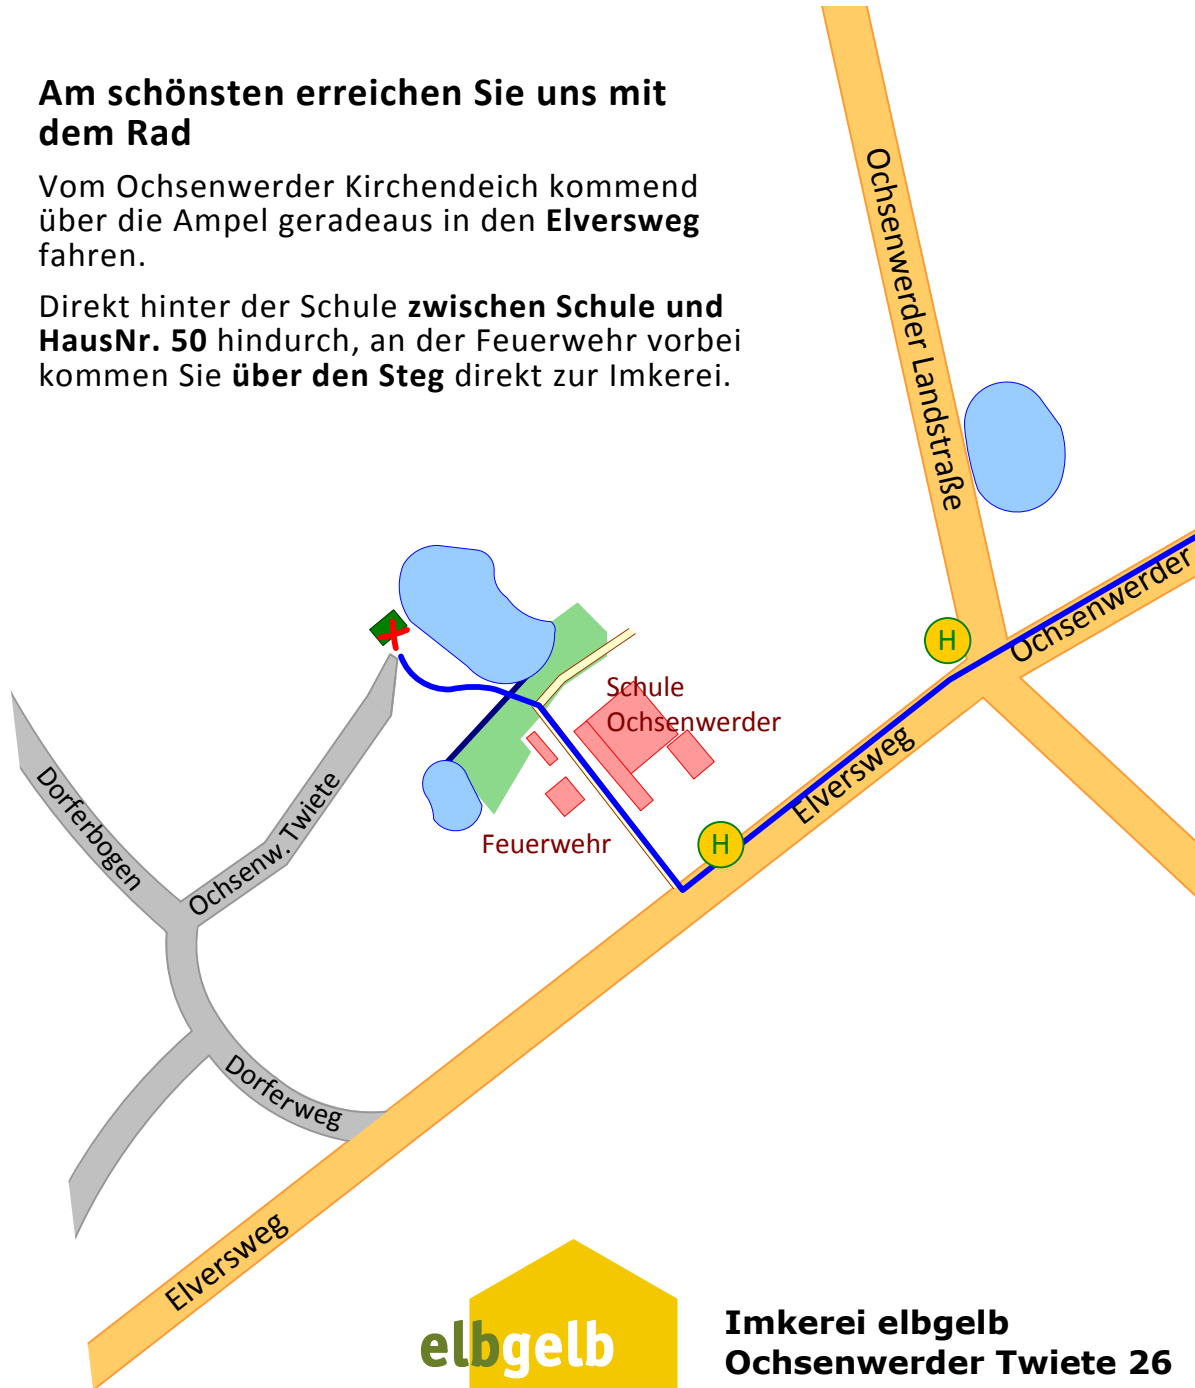 Am schönsten erreichen Sie uns mit
dem Rad
Vom Ochsenwerder Kirchendeich kommend
über die Ampel geradeaus in den Elversweg
fahren.
Direkt hinter der Schule zwischen Schule und
HausNr. 50 hindurch, an der Feuerwehr vorbei
kommen Sie über den Steg direkt zur Imkerei.
Ochsenwerder Landstraße
Ochsenwerder
H
Schule
Ochsenwerder
Elversweg
H
Feuerwehr
Dorferbogen
Ochsenw. Twiete
Dorferweg
Elversweg
elbgelb
Imkerei elbgelb
Ochsenwerder Twiete 26